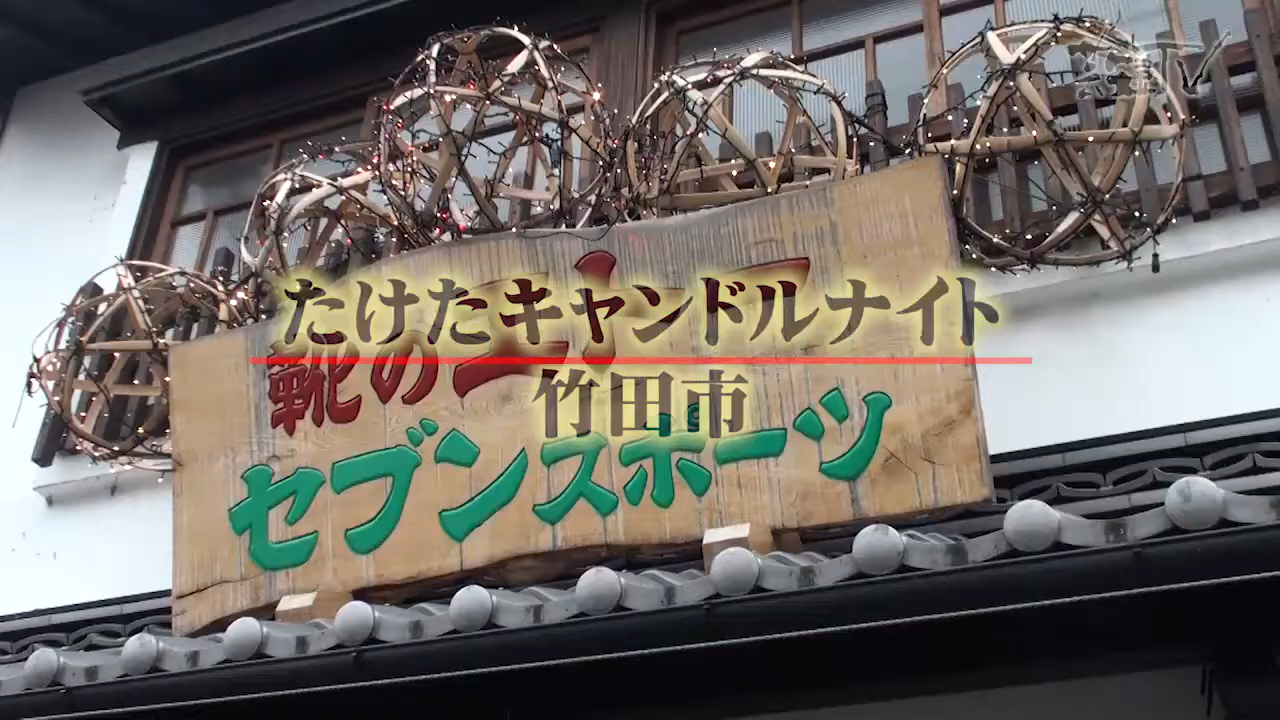 たけたキャンドルナイト
竹田市
靴の
セブンスポーツ